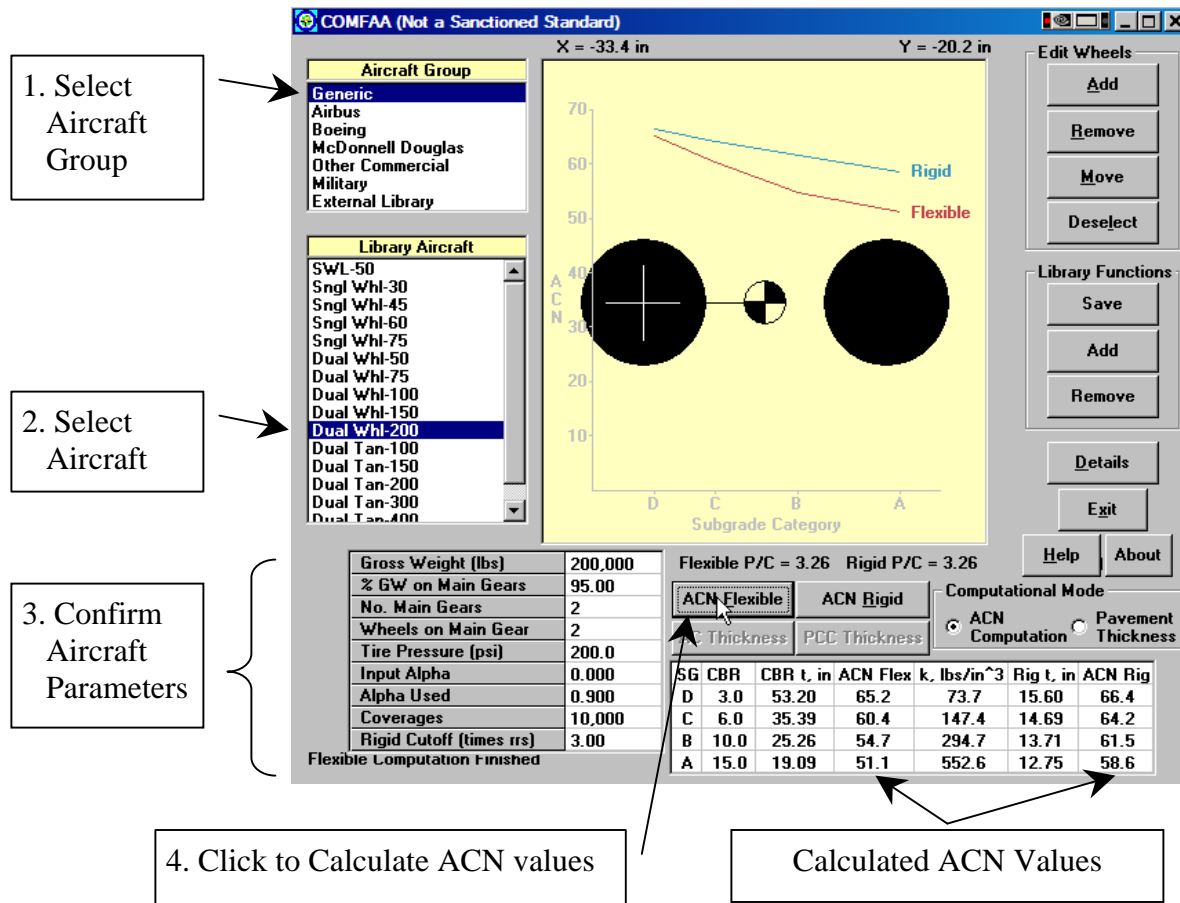 COMFAA (Not a Sanctioned Standard)
X = -33.4 in Y = -20.2 in
1. Select
Aircraft
Group
Aircraft Group
Generic
Airbus
Boeing
McDonnell Douglas
Other Commercial
Military
External Library
2. Select
Aircraft
Library Aircraft
SWL-50
Sngl Whl-30
Sngl Whl-45
Sngl Whl-60
Sngl Whl-75
Dual Whl-50
Dual Whl-75
Dual Whl-100
Dual Whl-150
Dual Whl-200
Dual Tan-100
Dual Tan-150
Dual Tan-200
Dual Tan-300
Dual Tan-400
70
60
50
40
30
20
10
A
C
N
Rigid
Flexible
D C B A
Subgrade Category
Edit Wheels
Add
Remove
Move
Deselect
Library Functions
Save
Add
Remove
Details
Exit
Help About
3. Confirm
Aircraft
Parameters
Gross Weight (lbs) 200,000
% GW on Main Gears 95.00
No. Main Gears 2
Wheels on Main Gear 2
Tire Pressure (psi) 200.0
Input Alpha 0.000
Alpha Used 0.900
Coverages 10,000
Rigid Cutoff (times rrs) 3.00
Flexible Computation Finished
Flexible P/C = 3.26 Rigid P/C = 3.26
ACN Flexible ACN Rigid
Thickness PCC Thickness
Computational Mode
ACN Computation
Pavement Thickness
SG CBR CBR t, in ACN Flex k, lbs/in^3 Rig t, in ACN Rig
D 3.0 53.20 65.2 73.7 15.60 66.4
C 6.0 35.39 60.4 147.4 14.69 64.2
B 10.0 25.26 54.7 294.7 13.71 61.5
A 15.0 19.09 51.1 552.6 12.75 58.6
4. Click to Calculate ACN values
Calculated ACN Values